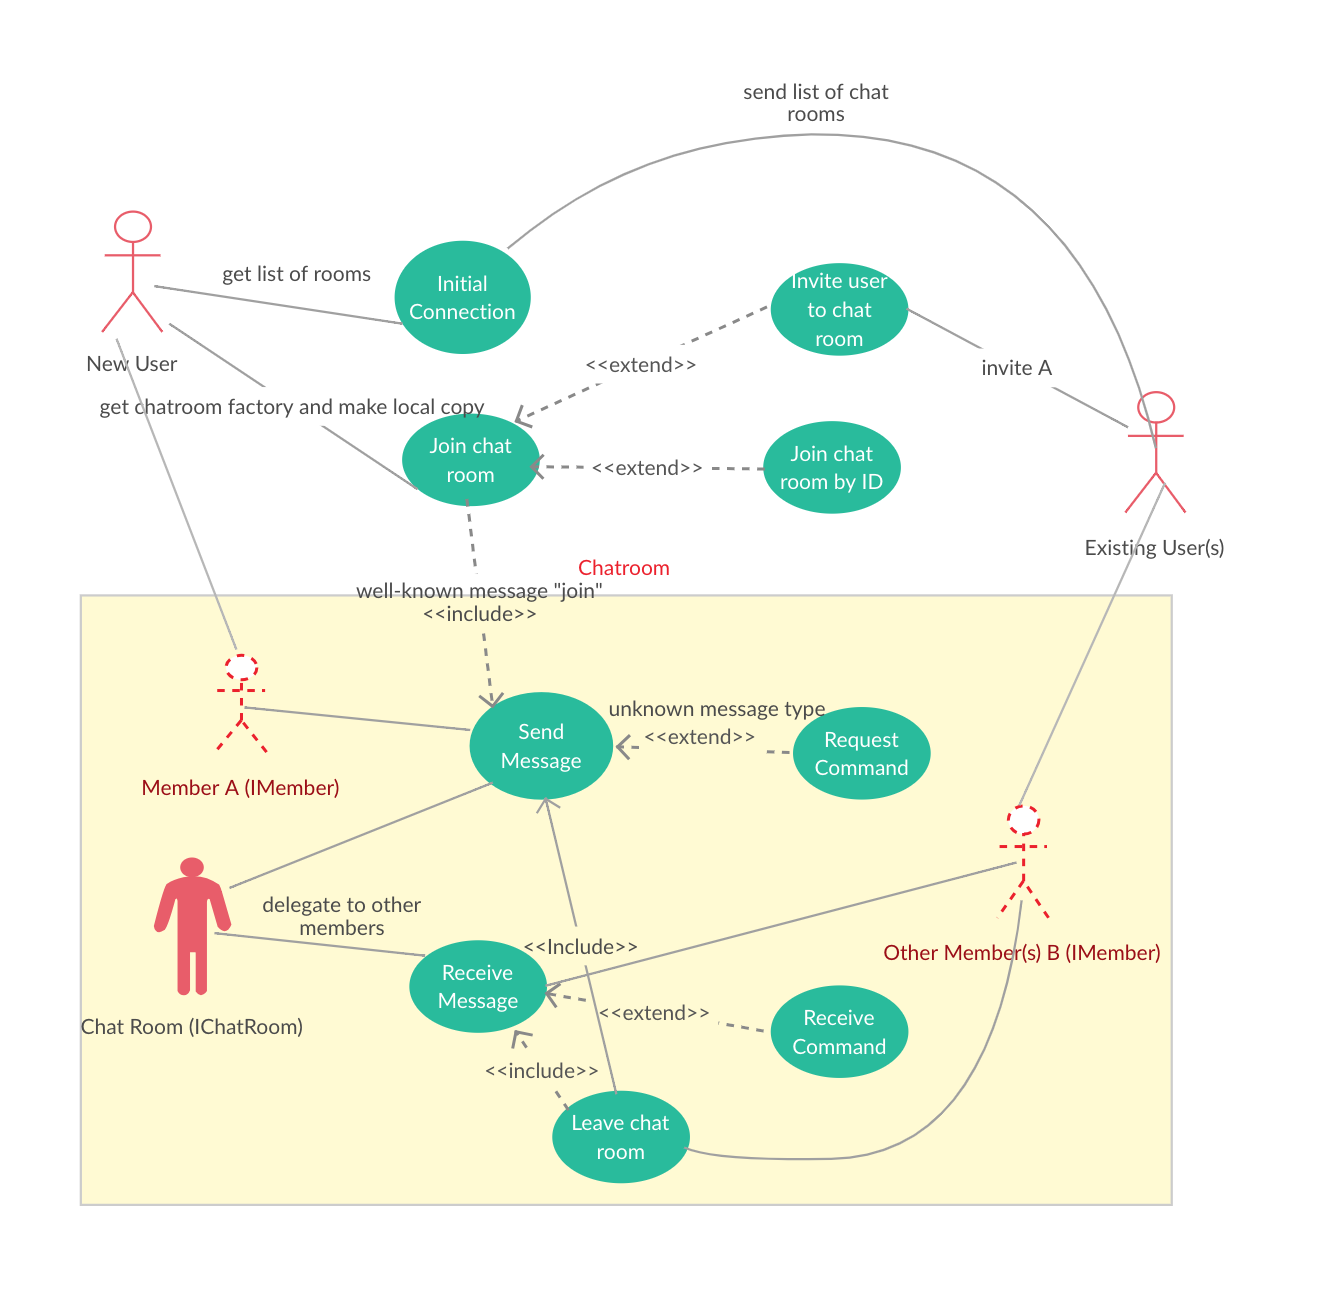 send list of chat
rooms
get list of rooms
Initial
Connection
Invite user
to chat
room
New User
<<extend>>
invite A
get chatroom factory and make local copy
Join chat
room
<<extend>>
Join chat
room by ID
Existing User(s)
Chatroom
well-known message "join"
<<include>>
unknown message type
<<extend>>
Send
Message
Request
Command
Member A (IMember)
delegate to other
members
<<Include>>
Other Member(s) B (IMember)
Receive
Message
Chat Room (IChatRoom)
<<extend>>
Receive
Command
<<include>>
Leave chat
room